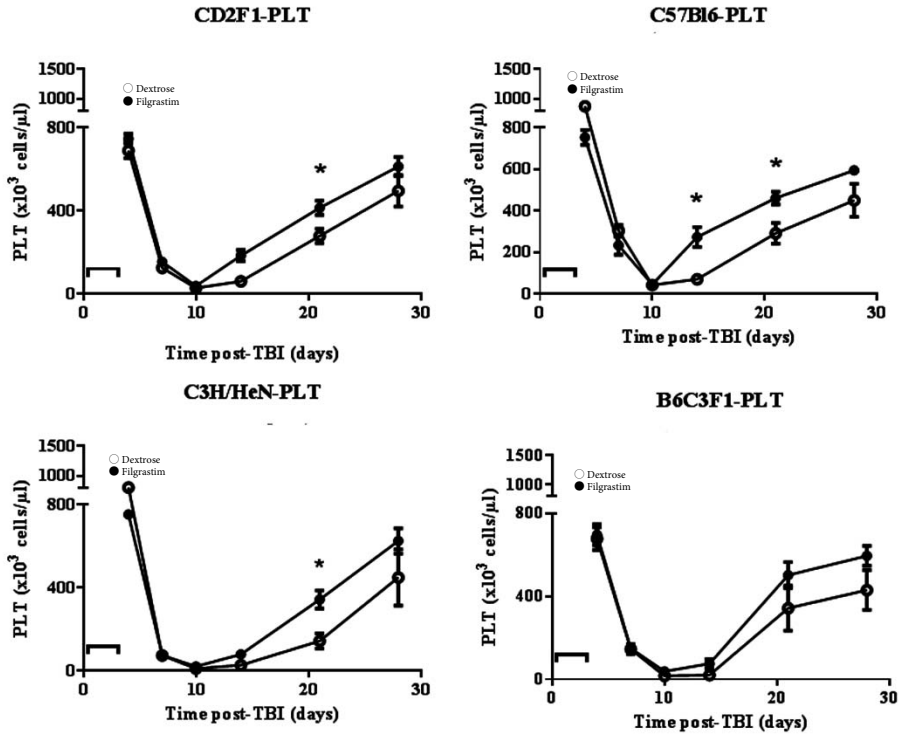 CD2F1-PLT
1500
1000
800
400
0
PLT (x10³ cells/µl)
Dextrose
Filgrastim
*
0 10 20 30
Time post-TBI (days)
C57Bl6-PLT
1500
1000
800
600
400
200
0
PLT (x10³ cells/µl)
Dextrose
Filgrastim
*
*
0 10 20 30
Time post-TBI (days)
C3H/HeN-PLT
1500
1000
800
400
0
PLT (x10³ cells/µl)
Dextrose
Filgrastim
*
0 10 20 30
Time post-TBI (days)
B6C3F1-PLT
1500
1000
800
400
0
PLT (x10³ cells/µl)
Dextrose
Filgrastim
0 10 20 30
Time post-TBI (days)